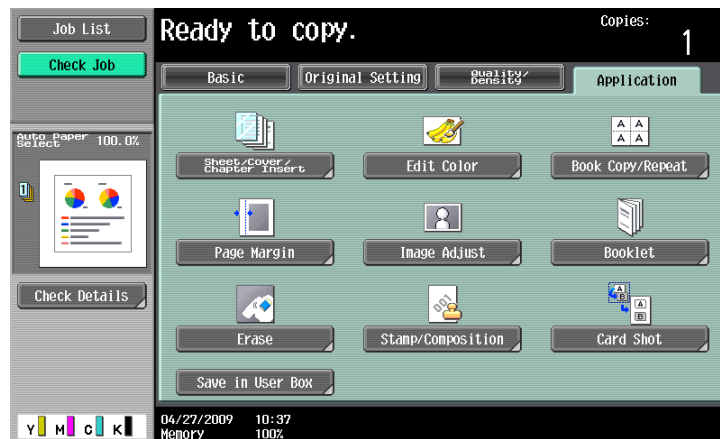 Job List
Check Job
Ready to copy.
Copies:
1
Basic
Original Setting
Quality/
Density
Application
Auto Paper
Select
100.0%
1
Sheet/Cover/
Chapter Insert
Edit Color
A A
A A
Book Copy/Repeat
Page Margin
Image Adjust
A
Booklet
Check Details
Erase
001
Stamp/Composition
A
B
A
B
Card Shot
Save in User Box
Y M C K
04/27/2009 10:37
Memory 100%